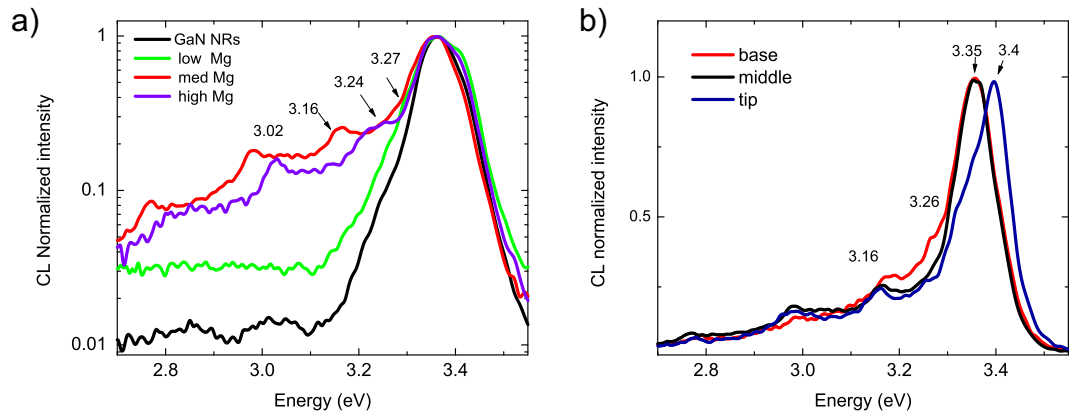 a)
CL Normalized intensity
1
0.1
0.01
GaN NRs
low Mg
med Mg
high Mg
3.27
3.24
3.16
3.02
2.8
3.0
3.2
3.4
Energy (eV)
b)
CL normalized intensity
1.0
0.5
base
middle
tip
3.35
3.4
3.26
3.16
2.8
3.0
3.2
3.4
Energy (eV)